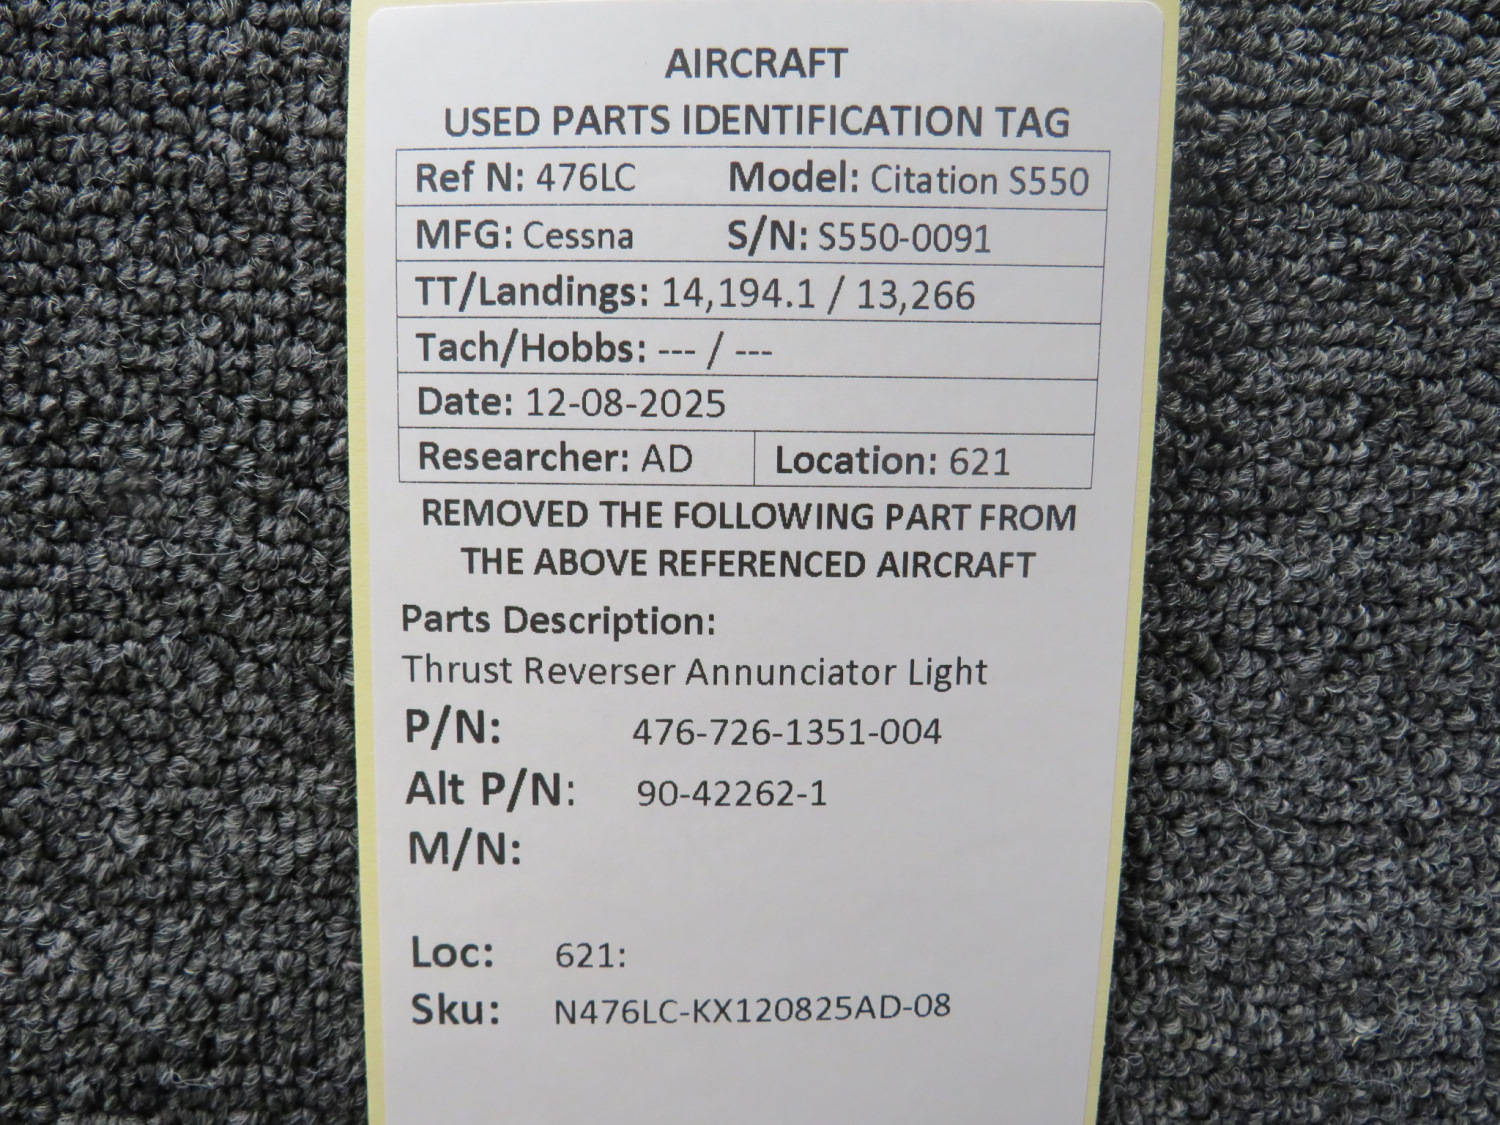 AIRCRAFT
USED PARTS IDENTIFICATION TAG
Ref N: 476LC Model: Citation S550
MFG: Cessna S/N: S550-0091
TT/Landings: 14,194.1 / 13,266
Tach/Hobbs: --- / ---
Date: 12-08-2025
Researcher: AD Location: 621
REMOVED THE FOLLOWING PART FROM
THE ABOVE REFERENCED AIRCRAFT
Parts Description:
Thrust Reverser Annunciator Light
P/N: 476-726-1351-004
Alt P/N: 90-42262-1
M/N:
Loc: 621:
Sku: N476LC-KX120825AD-08